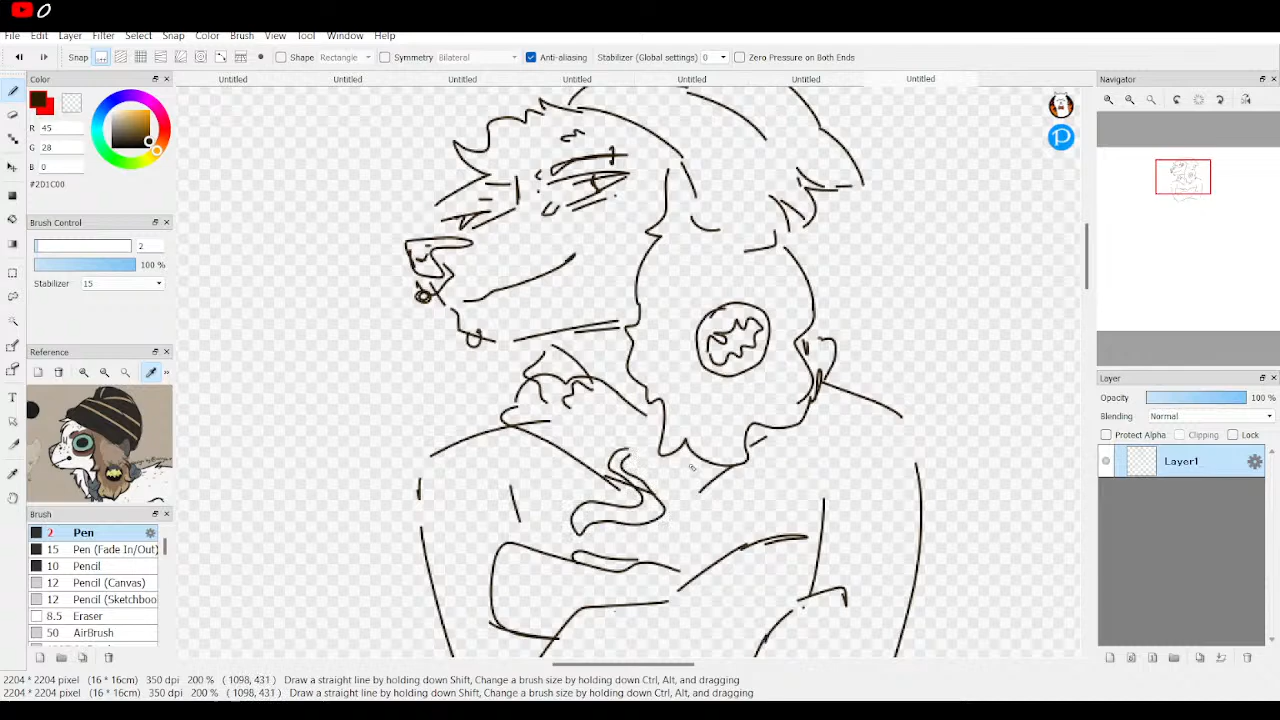 0
File Edit Layer Filter Select Snap Color Brush View Tool Window Help
Snap Shape Rectangle Symmetry Bilateral Anti-aliasing Stabilizer (Global settings) 0 Zero Pressure on Both Ends
Color Untitled Untitled Untitled Untitled Untitled Untitled Untitled Navigator
R 45
G 28
B 0
#2D1C00
Brush Control
2
100 %
Stabilizer 15
Reference
Layer
Opacity 100 %
Blending Normal
Protect Alpha Clipping Lock
Layer1
Brush
2 Pen
15 Pen (Fade In/Out)
10 Pencil
12 Pencil (Canvas)
12 Pencil (Sketchboo
8.5 Eraser
50 AirBrush
2204 * 2204 pixel (16 * 16cm) 350 dpi 200 % ( 1098, 431) Draw a straight line by holding down Shift, Change a brush size by holding down Ctrl, Alt, and dragging
2204 * 2204 pixel (16 * 16cm) 350 dpi 200 % ( 1098, 431) Draw a straight line by holding down Shift, Change a brush size by holding down Ctrl, Alt, and dragging